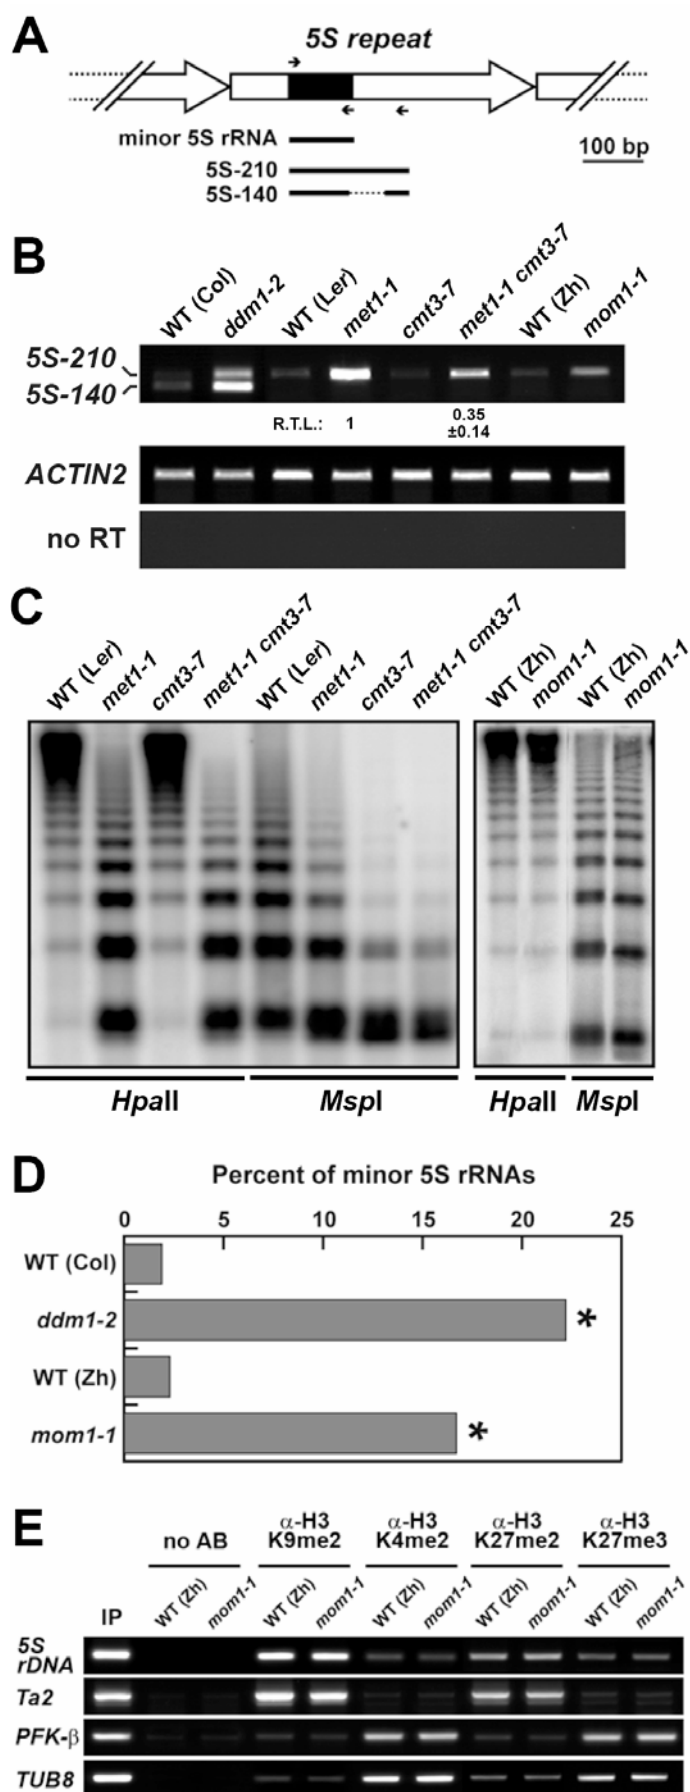 A
5S repeat
minor 5S rRNA
100 bp
5S-210
5S-140
B
WT (Col) ddm1-2 WT (Ler) met1-1 cmt3-7 met1-1 cmt3-7 WT (Zh) mom1-1
5S-210
5S-140
R.T.L.: 1 0.35 ±0.14
ACTIN2
no RT
C
WT (Ler) met1-1 cmt3-7 met1-1 cmt3-7 WT (Ler) met1-1 cmt3-7 met1-1 cmt3-7 WT (Zh) mom1-1 WT (Zh) mom1-1
HpaII MspI HpaII MspI
D
Percent of minor 5S rRNAs
0 5 10 15 20 25
WT (Col)
ddm1-2 *
WT (Zh)
mom1-1 *
E
no AB α-H3 K9me2 α-H3 K4me2 α-H3 K27me2 α-H3 K27me3
IP WT (Zh) mom1-1 WT (Zh) mom1-1 WT (Zh) mom1-1 WT (Zh) mom1-1 WT (Zh) mom1-1
5S rDNA
Ta2
PFK-β
TUB8